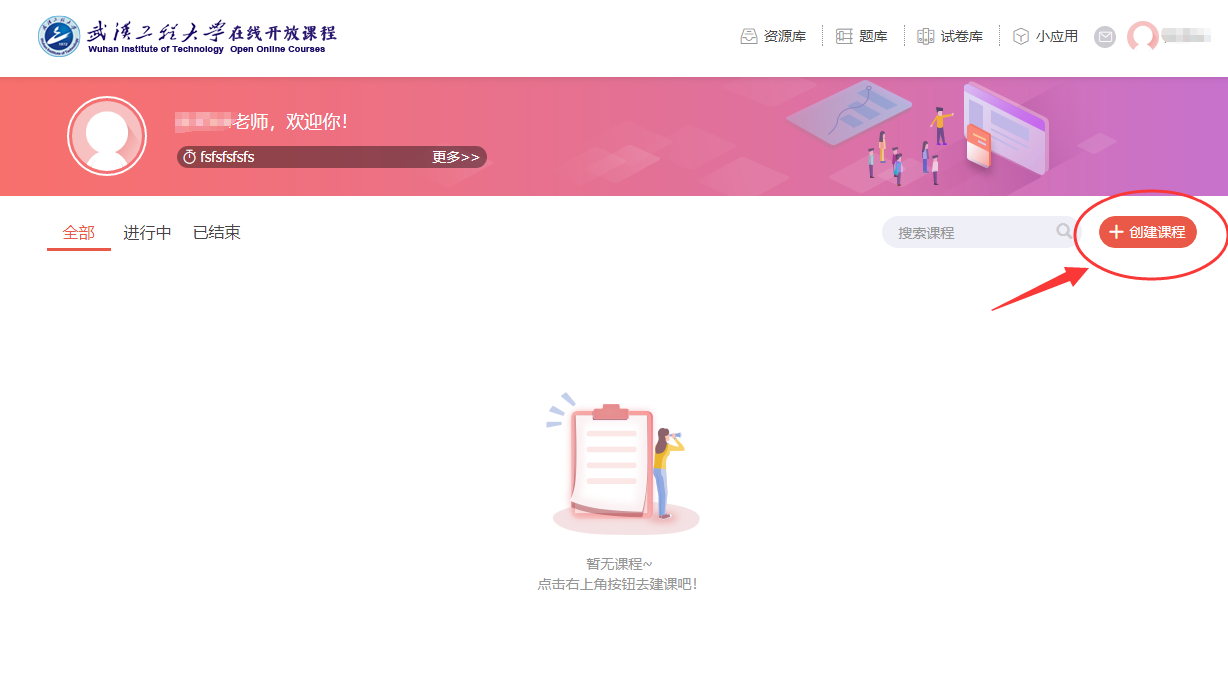 武汉工程大学在线开放课程
Wuhan Institute of Technology Open Online Courses
资源库 题库 试卷库 小应用
老师，欢迎你！
fsfsfsfsfs 更多>>
全部 进行中 已结束 搜索课程 创建课程
暂无课程~
点击右上角按钮去建课吧！